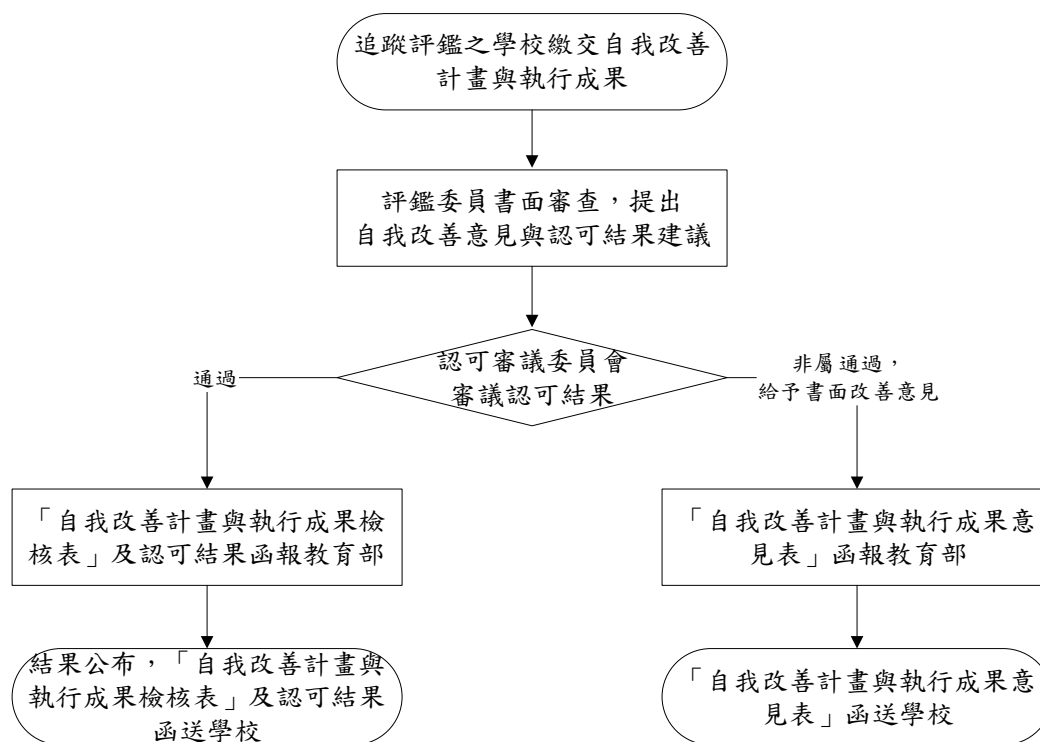 追蹤評鑑之學校繳交自我改善
計畫與執行成果
評鑑委員書面審查，提出
自我改善意見與認可結果建議
認可審議委員會
審議認可結果
通過
非屬通過，
給予書面改善意見
「自我改善計畫與執行成果檢
核表」及認可結果函報教育部
「自我改善計畫與執行成果意
見表」函報教育部
結果公布，「自我改善計畫與
執行成果檢核表」及認可結果
函送學校
「自我改善計畫與執行成果意
見表」函送學校